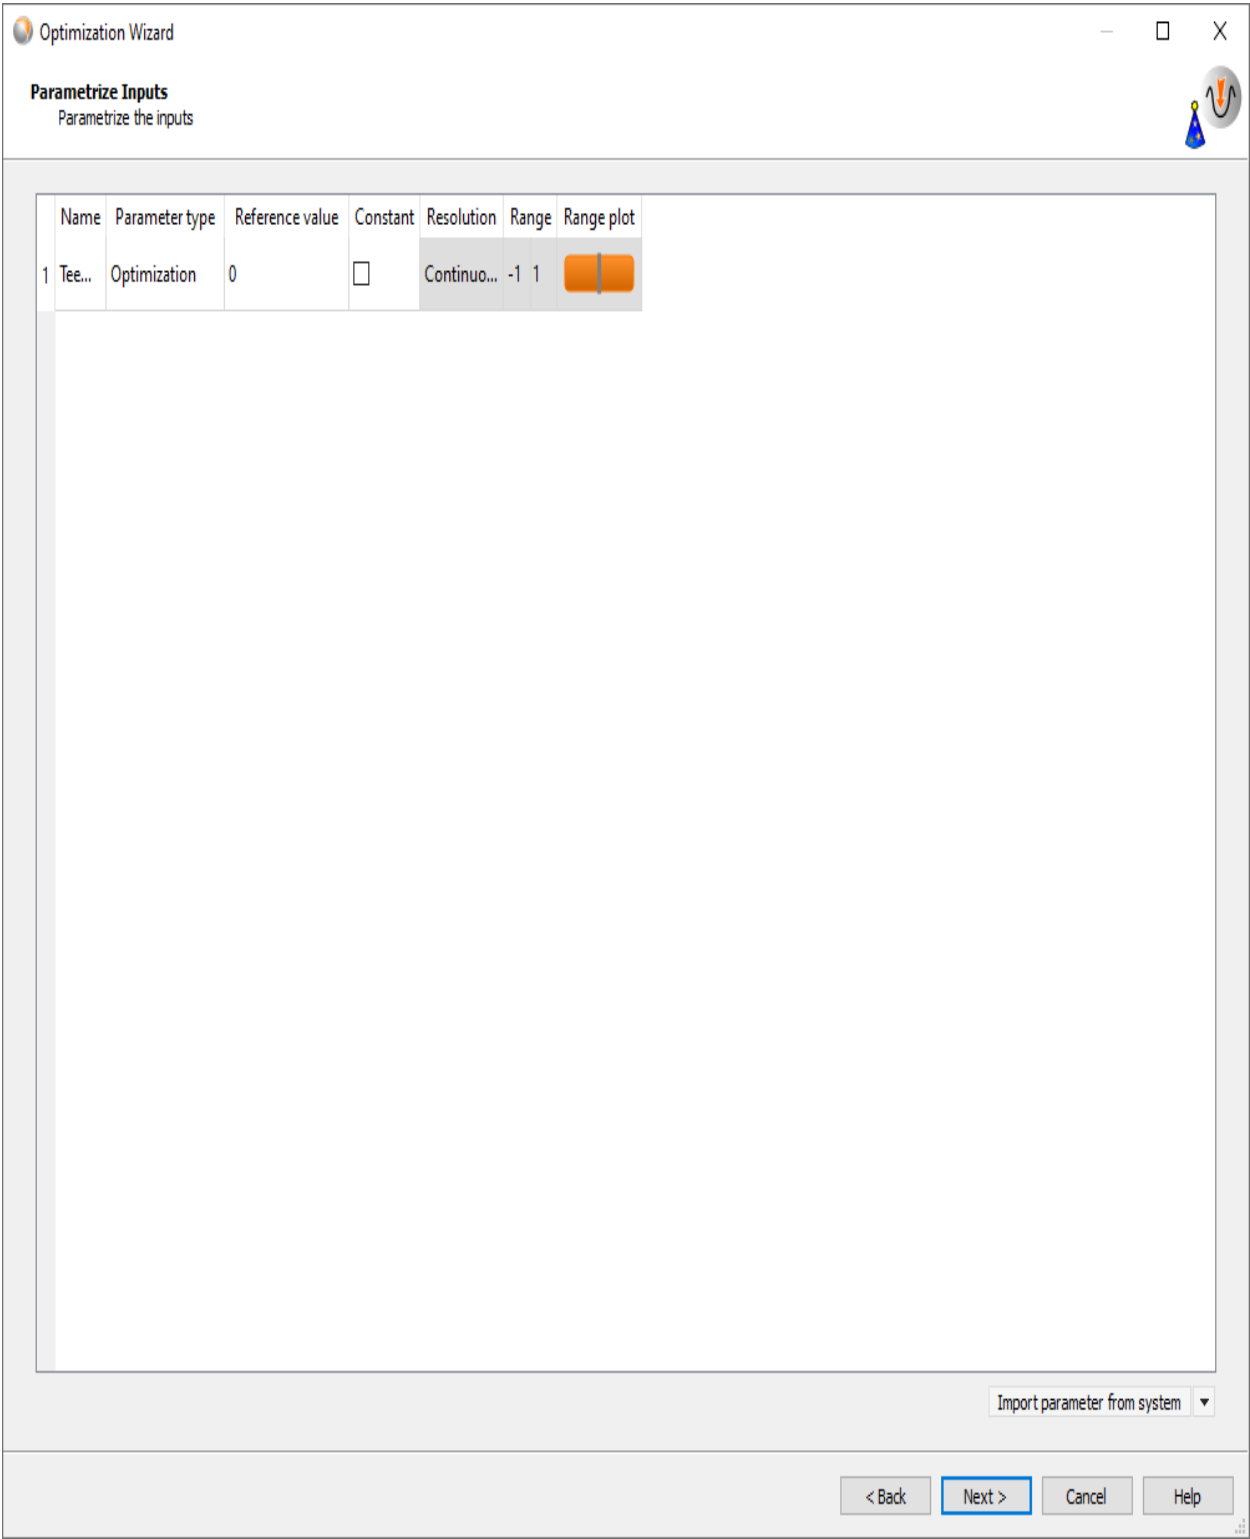 Optimization Wizard
Parametrize Inputs
Parametrize the inputs
Name Parameter type Reference value Constant Resolution Range Range plot
1 Tee... Optimization 0 Continuo... -1 1
Import parameter from system
< Back Next > Cancel Help